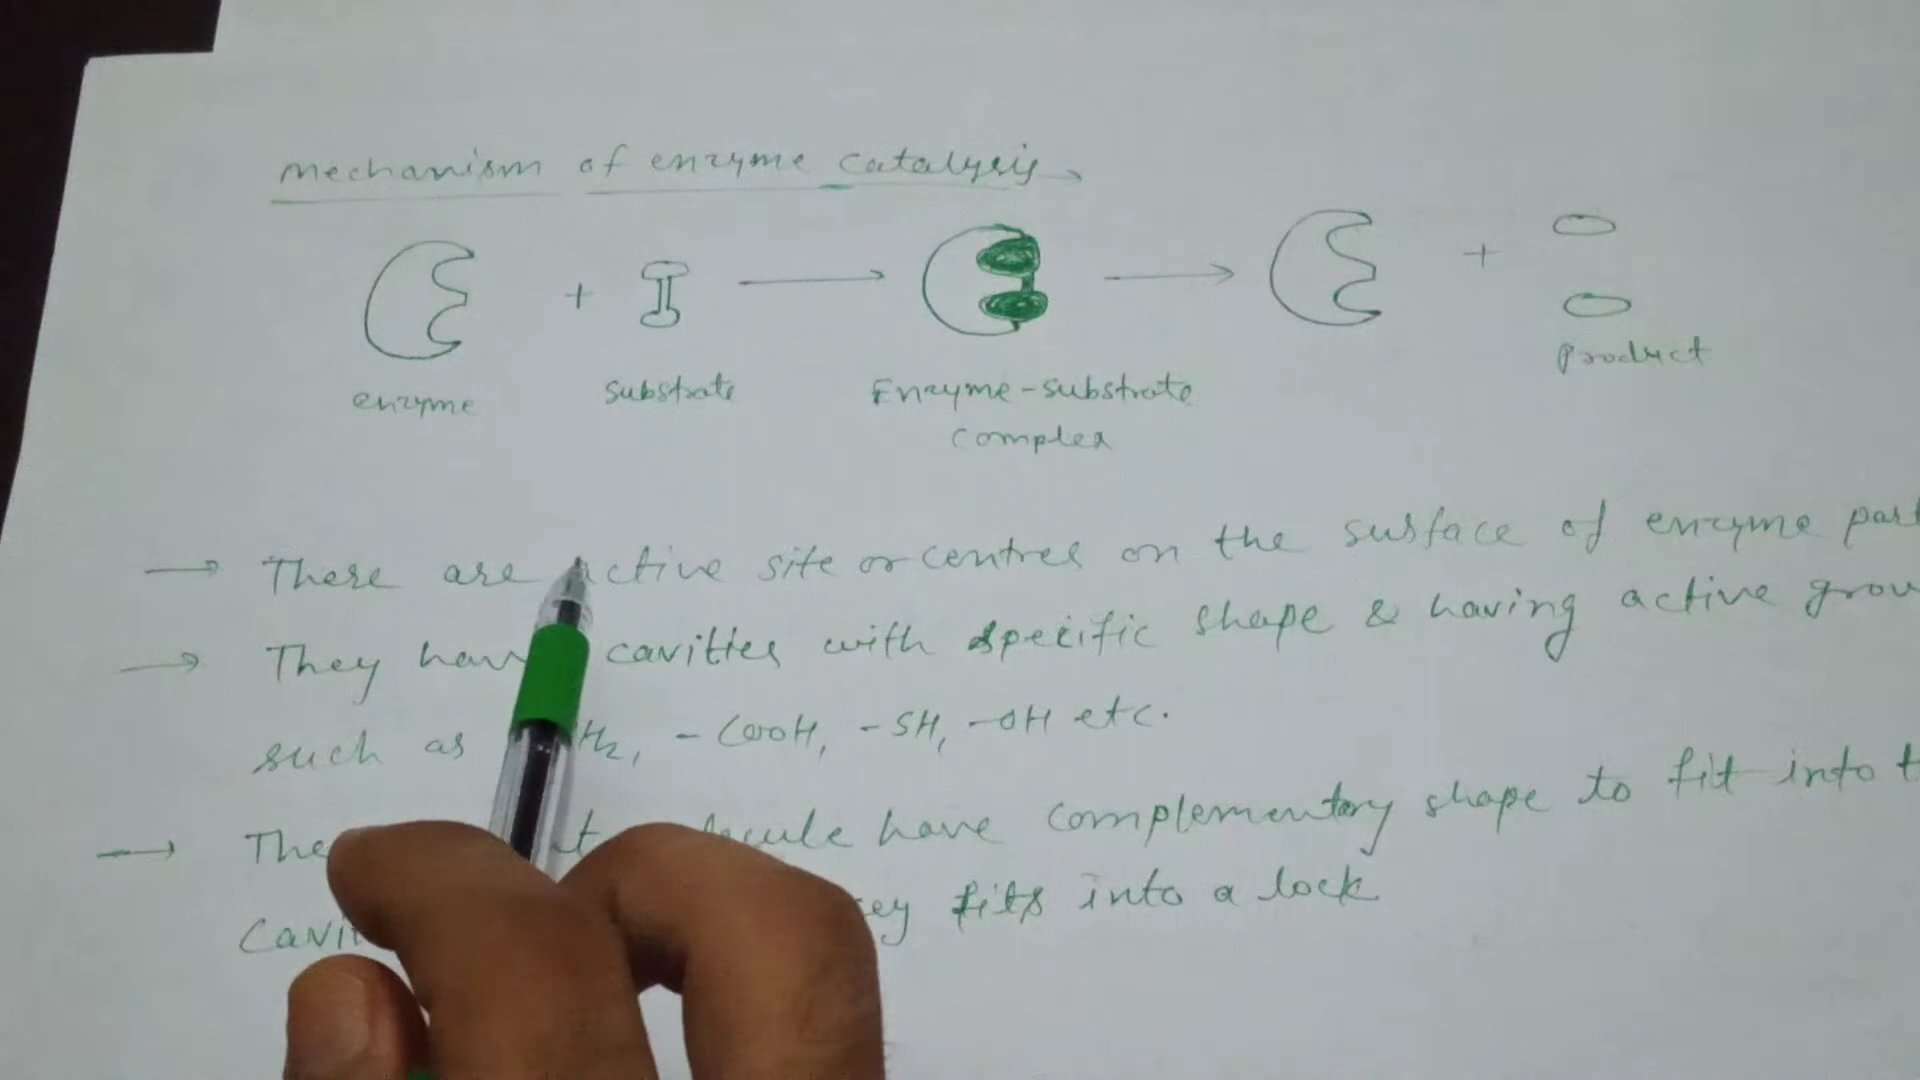 mechanism of enzyme catalysis
+
+
enzyme
substrate
Enzyme-substrate
complex
product
There are active site or centres on the surface of enzyme
They have cavities with specific shape & having active
such as -COOH, -SH, -OH etc.
The have complementary shape to fit into
fits into a lock